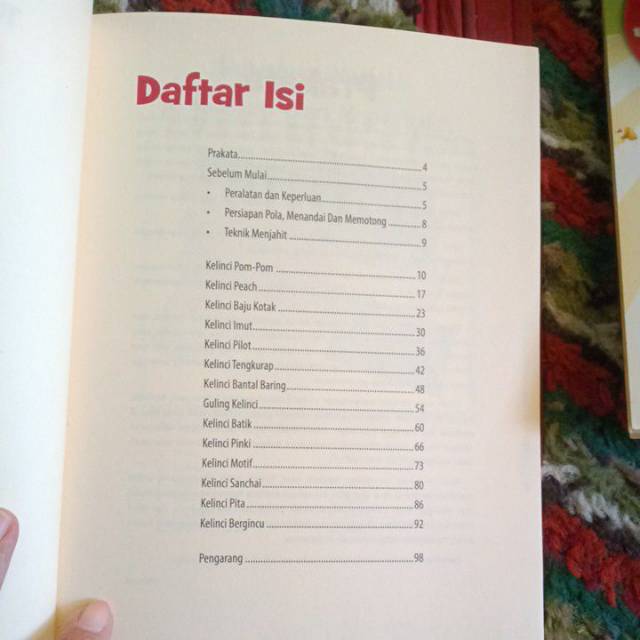 Daftar Isi
Prakata 4
Sebelum Mulai 5
• Peralatan dan Keperluan 5
• Persiapan Pola, Menandai Dan Memotong 8
• Teknik Menjahit 9
Kelinci Pom-Pom 10
Kelinci Peach 17
Kelinci Baju Kotak 23
Kelinci Imut 30
Kelinci Pilot 36
Kelinci Tengkurap 42
Kelinci Bantal Baring 48
Guling Kelinci 54
Kelinci Batik 60
Kelinci Pinki 66
Kelinci Motif 73
Kelinci Sanchai 80
Kelinci Pita 86
Kelinci Bergincu 92
Pengarang 98